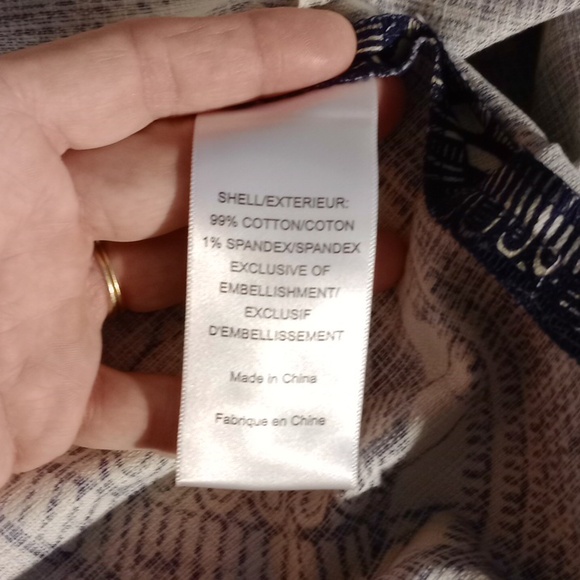 SHELL/EXTERIEUR:
99% COTTON/COTON
1% SPANDEX/SPANDEX
EXCLUSIVE OF
EMBELLISHMENT/
EXCLUSIF
D'EMBELLISSEMENT
Made in China
Fabrique en Chine